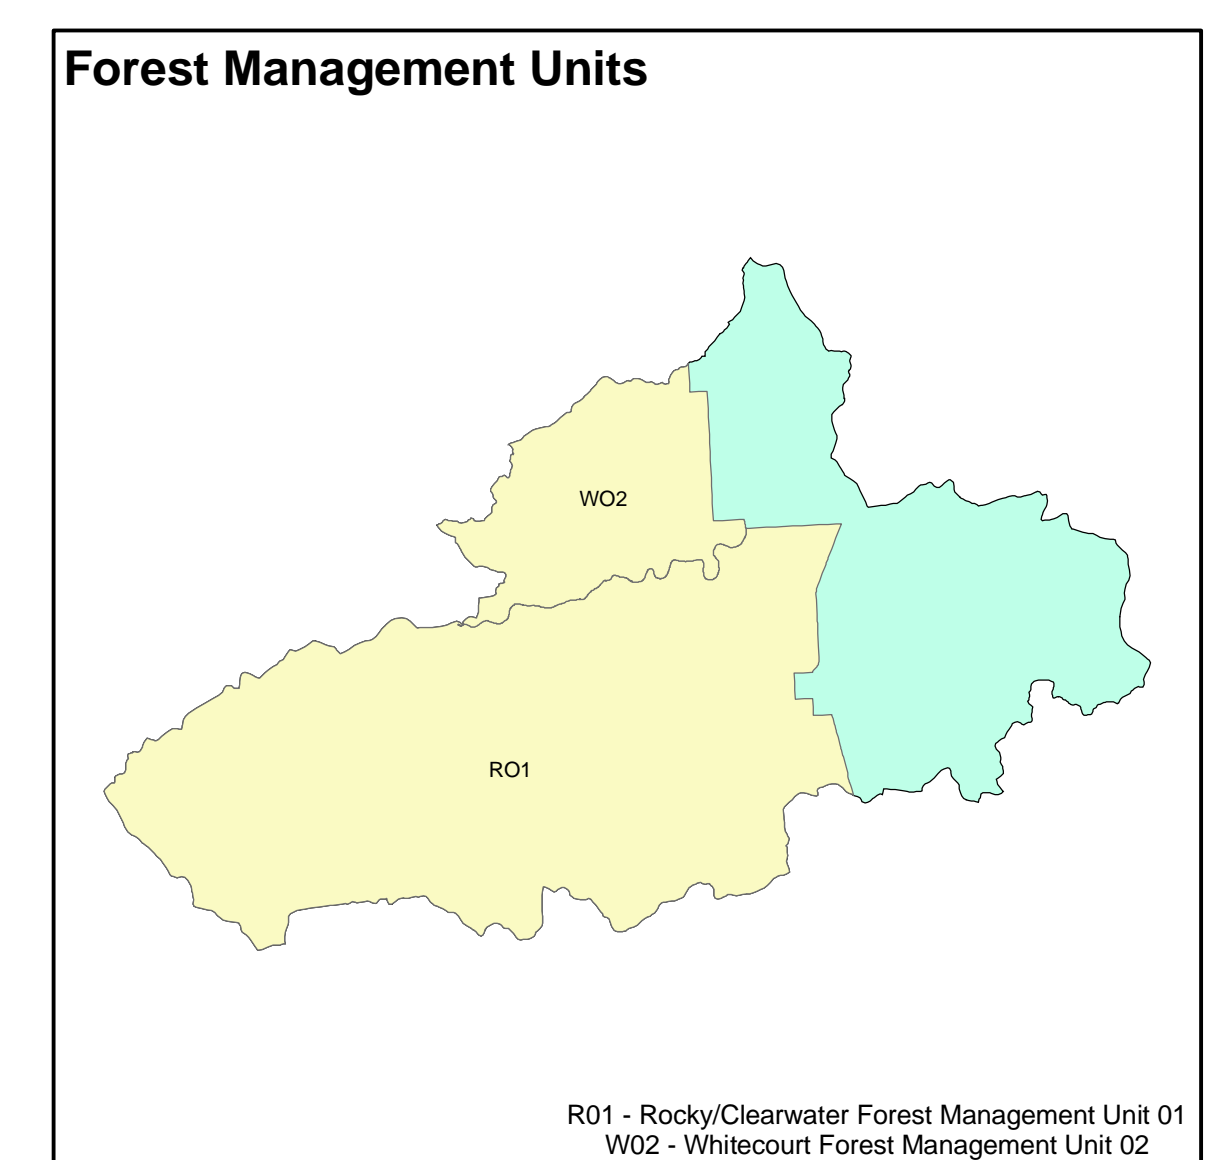 Forest Management Units
WO2
RO1
R01 - Rocky/Clearwater Forest Management Unit 01
W02 - Whitecourt Forest Management Unit 02